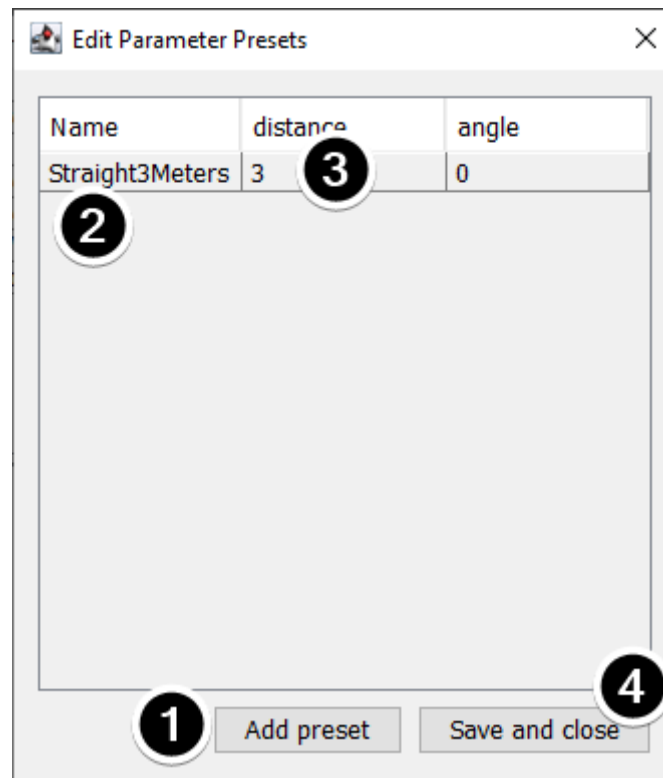 Edit Parameter Presets
Name distance angle
Straight3Meters 3 0
3
2
4
1
Add preset Save and close